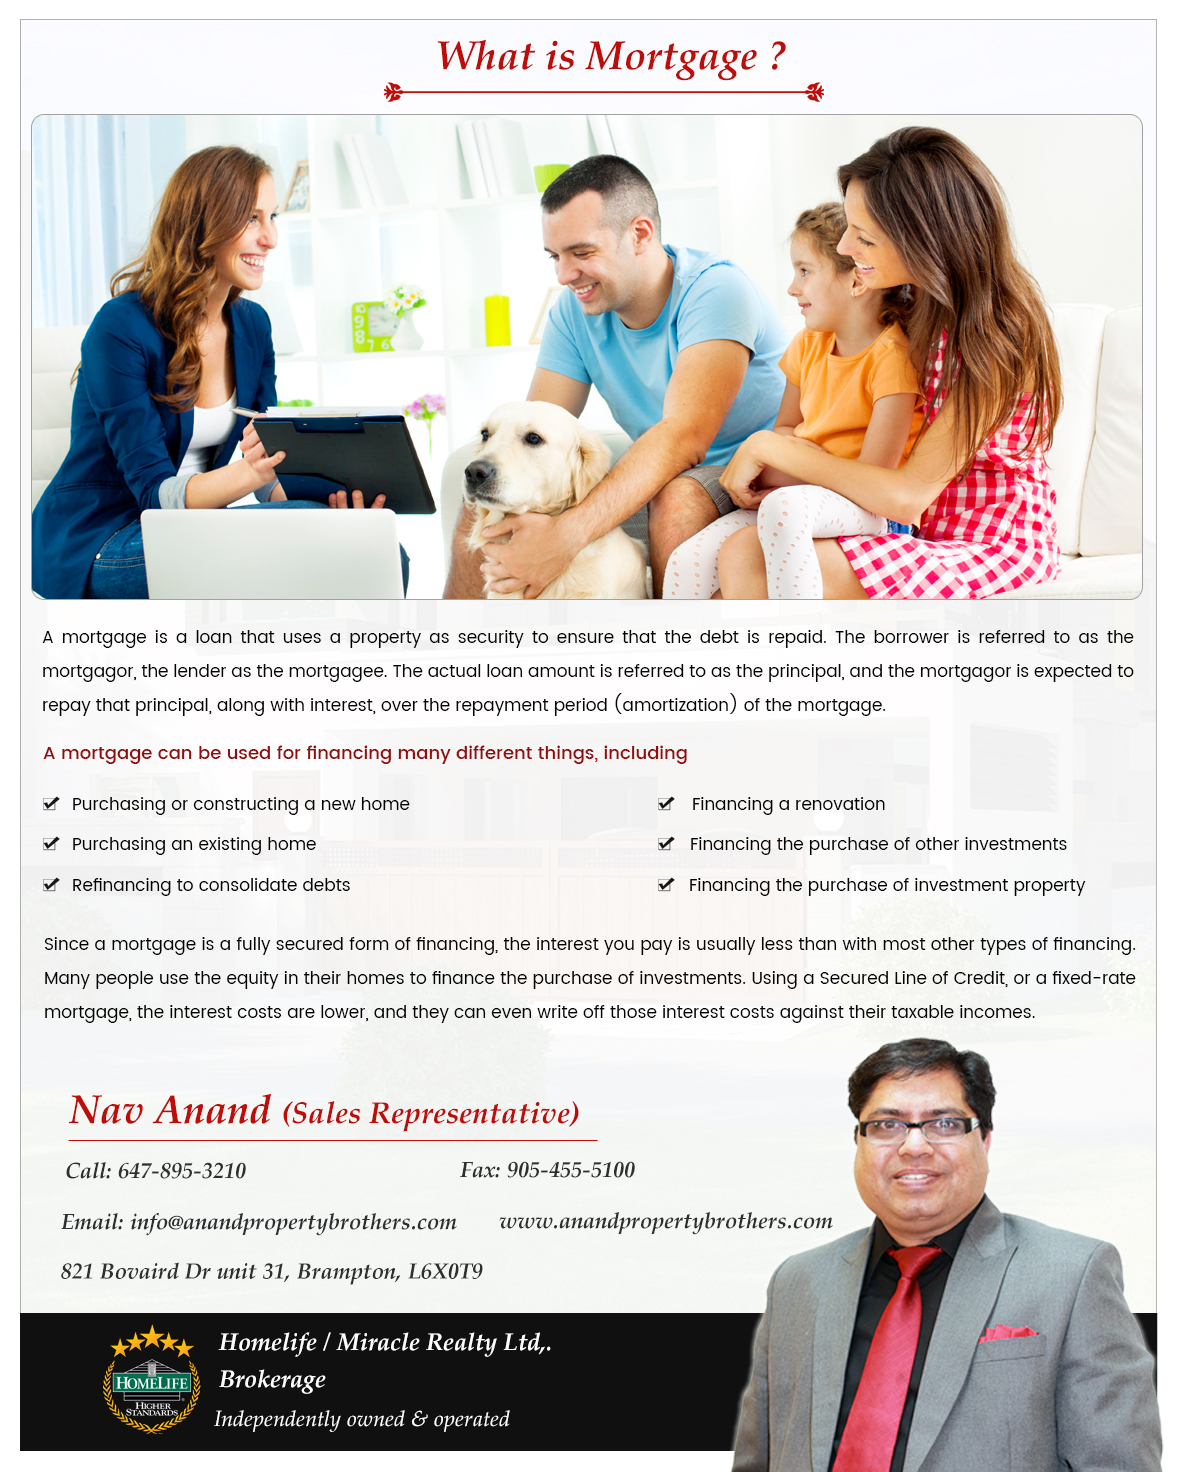 What is Mortgage ?
A mortgage is a loan that uses a property as security to ensure that the debt is repaid. The borrower is referred to as the
mortgagor, the lender as the mortgagee. The actual loan amount is referred to as the principal, and the mortgagor is expected to
repay that principal, along with interest, over the repayment period (amortization) of the mortgage.
A mortgage can be used for financing many different things, including
Purchasing or constructing a new home
Financing a renovation
Purchasing an existing home
Financing the purchase of other investments
Refinancing to consolidate debts
Financing the purchase of investment property
Since a mortgage is a fully secured form of financing, the interest you pay is usually less than with most other types of financing.
Many people use the equity in their homes to finance the purchase of investments. Using a Secured Line of Credit, or a fixed-rate
mortgage, the interest costs are lower, and they can even write off those interest costs against their taxable incomes.
Nav Anand (Sales Representative)
Call: 647-895-3210
Fax: 905-455-5100
Email: info@anandpropertybrothers.com
www.anandpropertybrothers.com
821 Bovaird Dr unit 31, Brampton, L6X0T9
Homelife / Miracle Realty Ltd,.
Brokerage
Independently owned & operated
HOMELIFE
HIGHER
STANDARDS